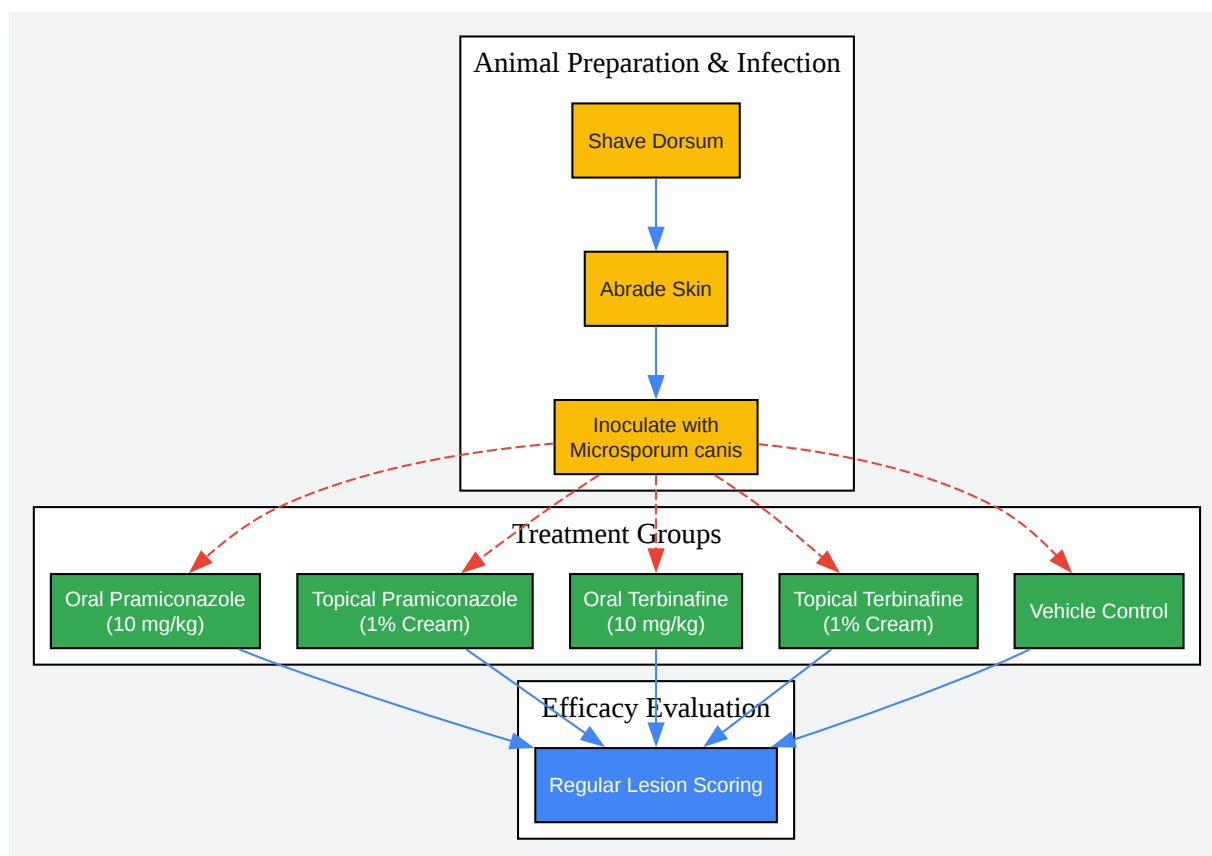 Animal Preparation & Infection
Shave Dorsum
Abrade Skin
Inoculate with
Microsporum canis
Treatment Groups
Oral Pramiconazole
(10 mg/kg)
Topical Pramiconazole
(1% Cream)
Oral Terbinafine
(10 mg/kg)
Topical Terbinafine
(1% Cream)
Vehicle Control
Efficacy Evaluation
Regular Lesion Scoring